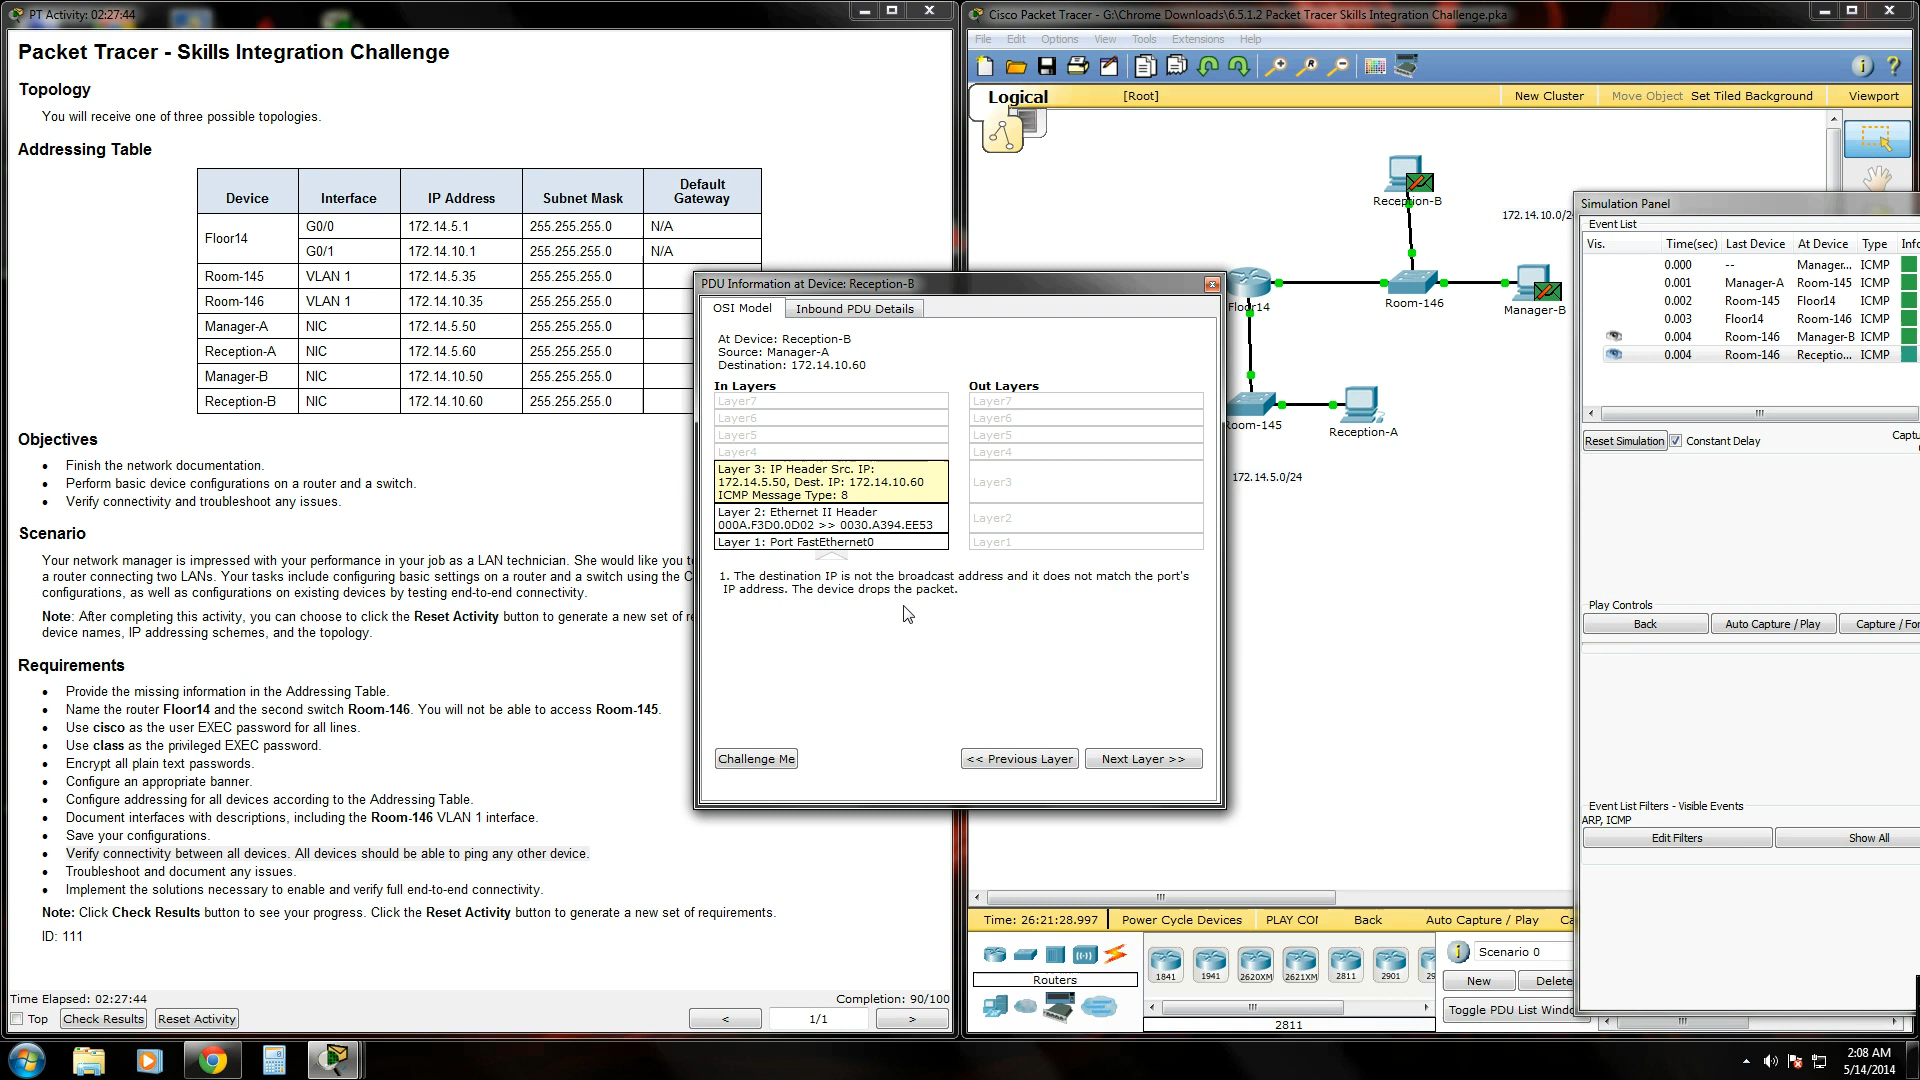 PT Activity: 02:27:44
Packet Tracer - Skills Integration Challenge
Topology
You will receive one of three possible topologies.
Addressing Table
Device Interface IP Address Subnet Mask Default Gateway
Floor14 G0/0 172.14.5.1 255.255.255.0 N/A
G0/1 172.14.10.1 255.255.255.0 N/A
Room-145 VLAN 1 172.14.5.35 255.255.255.0
Room-146 VLAN 1 172.14.10.35 255.255.255.0
Manager-A NIC 172.14.5.50 255.255.255.0
Reception-A NIC 172.14.5.60 255.255.255.0
Manager-B NIC 172.14.10.50 255.255.255.0
Reception-B NIC 172.14.10.60 255.255.255.0
Objectives
• Finish the network documentation.
• Perform basic device configurations on a router and a switch.
• Verify connectivity and troubleshoot any issues.
Scenario
Your network manager is impressed with your performance in your job as a LAN technician. She would like you t
a router connecting two LANs. Your tasks include configuring basic settings on a router and a switch using the C
configurations, as well as configurations on existing devices by testing end-to-end connectivity.
Note: After completing this activity, you can choose to click the Reset Activity button to generate a new set of r
device names, IP addressing schemes, and the topology.
Requirements
• Provide the missing information in the Addressing Table.
• Name the router Floor14 and the second switch Room-146. You will not be able to access Room-145.
• Use cisco as the user EXEC password for all lines.
• Use class as the privileged EXEC password.
• Encrypt all plain text passwords.
• Configure an appropriate banner.
• Configure addressing for all devices according to the Addressing Table.
• Document interfaces with descriptions, including the Room-146 VLAN 1 interface.
• Save your configurations.
• Verify connectivity between all devices. All devices should be able to ping any other device.
• Troubleshoot and document any issues.
• Implement the solutions necessary to enable and verify full end-to-end connectivity.
Note: Click Check Results button to see your progress. Click the Reset Activity button to generate a new set of requirements.
ID: 111
Time Elapsed: 02:27:44 Completion: 90/100
Top Check Results Reset Activity < 1/1 >
Cisco Packet Tracer - G:\Chrome Downloads\6.5.1.2 Packet Tracer Skills Integration Challenge.pka
File Edit Options View Tools Extensions Help
Logical [Root] New Cluster Move Object Set Tiled Background Viewport
Reception-B
172.14.10.0/24
Floor14
Room-146
Manager-B
Room-145
Reception-A
172.14.5.0/24
PDU Information at Device: Reception-B
OSI Model Inbound PDU Details
At Device: Reception-B
Source: Manager-A
Destination: 172.14.10.60
In Layers Out Layers
Layer7 Layer7
Layer6 Layer6
Layer5 Layer5
Layer4 Layer4
Layer 3: IP Header Src. IP:
172.14.5.50, Dest. IP: 172.14.10.60
ICMP Message Type: 8
Layer3
Layer 2: Ethernet II Header
000A.F3D0.0D02 >> 0030.A394.EE53
Layer2
Layer 1: Port FastEthernet0 Layer1
1. The destination IP is not the broadcast address and it does not match the port's
IP address. The device drops the packet.
Challenge Me << Previous Layer Next Layer >>
Simulation Panel
Event List
Vis. Time(sec) Last Device At Device Type Info
0.000 -- Manager... ICMP
0.001 Manager-A Room-145 ICMP
0.002 Room-145 Floor14 ICMP
0.003 Floor14 Room-146 ICMP
0.004 Room-146 Manager-B ICMP
0.004 Room-146 Receptio... ICMP
Reset Simulation Constant Delay Captu
Play Controls
Back Auto Capture / Play Capture / For
Event List Filters - Visible Events
ARP, ICMP
Edit Filters Show All
Time: 26:21:28.997 Power Cycle Devices PLAY CO Back Auto Capture / Play Ca
Routers
1841 1941 2620XM 2621XM 2811 2901 29
2811
Scenario 0
New Delete
Toggle PDU List Windo
2:08 AM
5/14/2014